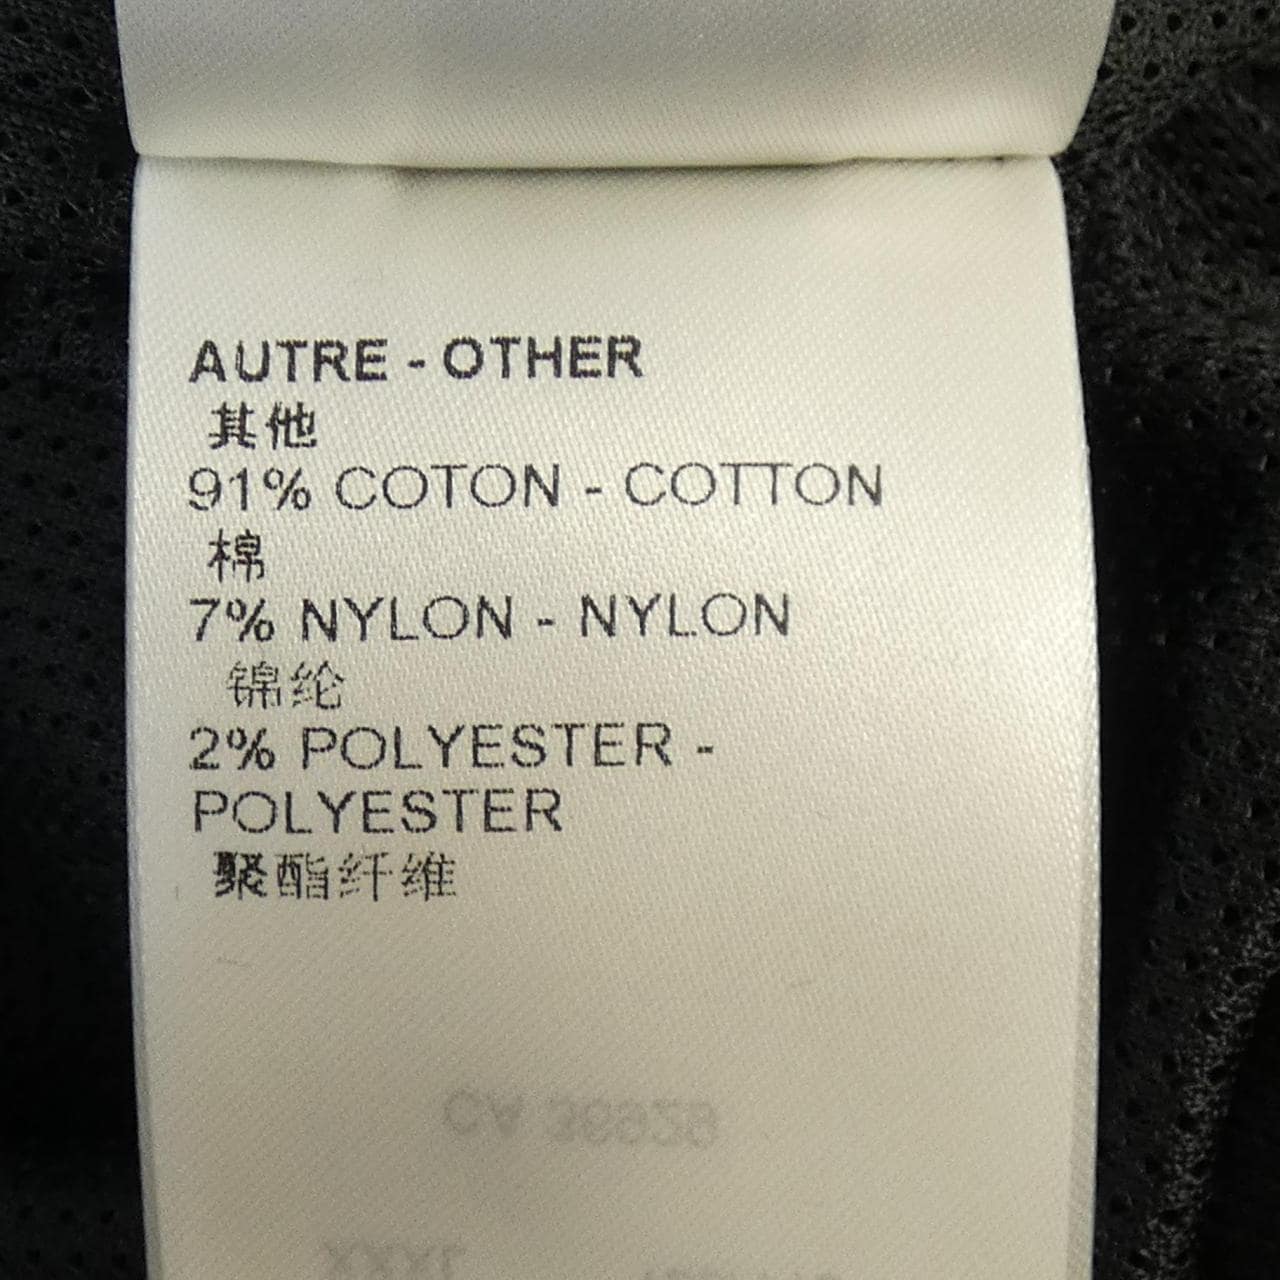 AUTRE - OTHER
其他
91% COTON - COTTON
棉
7% NYLON - NYLON
锦纶
2% POLYESTER -
POLYESTER
聚酯纤维